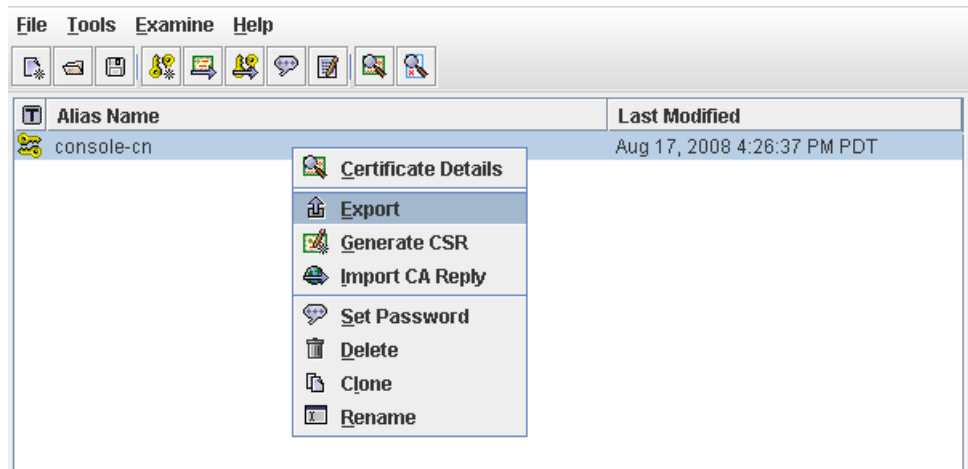 File Tools Examine Help
T Alias Name Last Modified
console-cn Aug 17, 2008 4:26:37 PM PDT
Certificate Details
Export
Generate CSR
Import CA Reply
Set Password
Delete
Clone
Rename